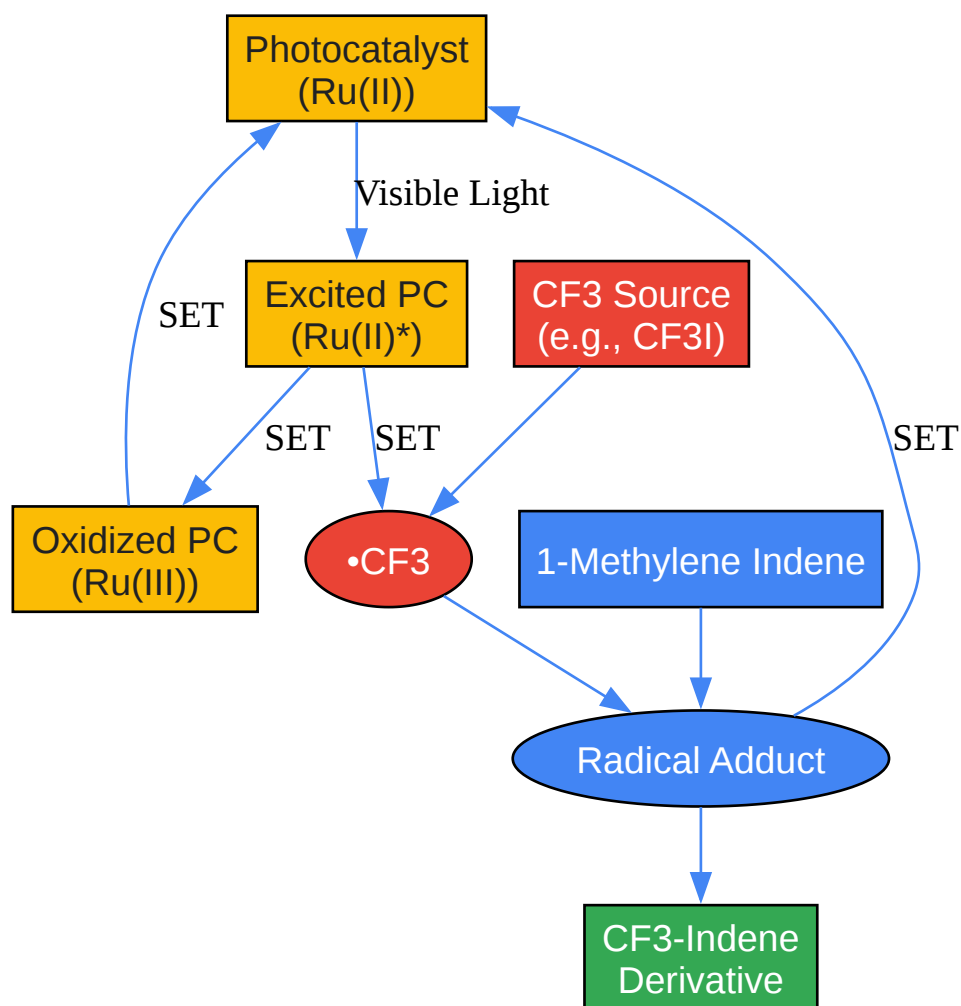 Photocatalyst
(Ru(II))
Visible Light
Excited PC
(Ru(II)*)
CF3 Source
(e.g., CF3I)
SET
SET
SET
SET
Oxidized PC
(Ru(III))
•CF3
1-Methylene Indene
Radical Adduct
CF3-Indene
Derivative